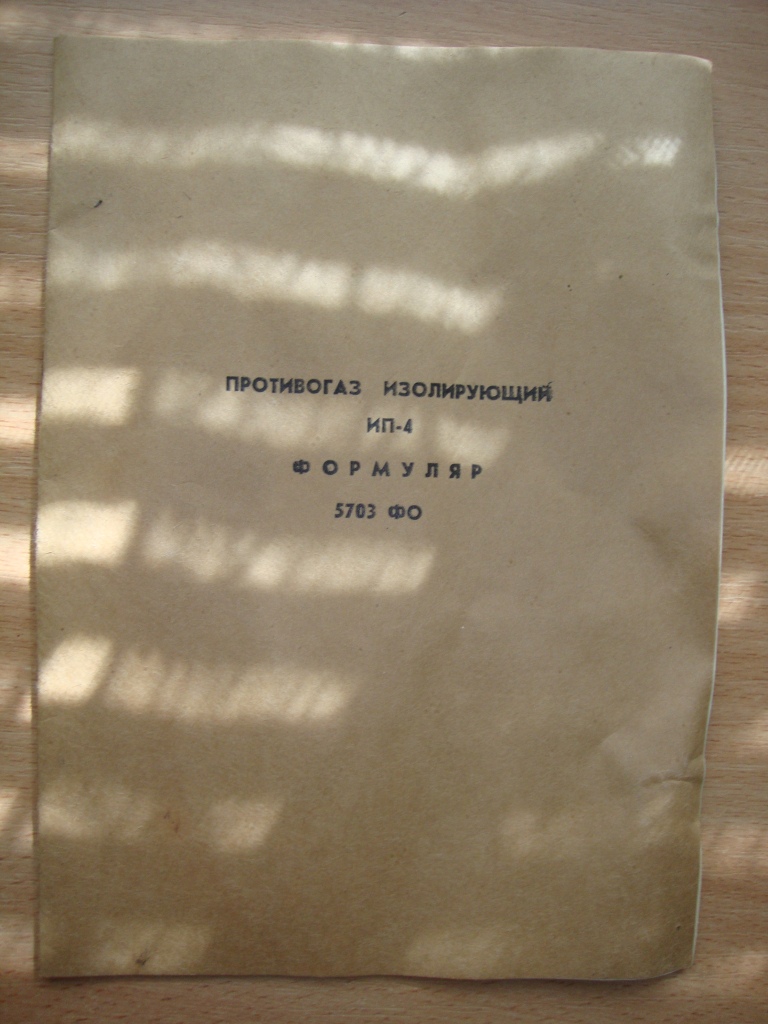 ПРОТИВОГАЗ ИЗОЛИРУЮЩИЙ
ИП-4
ФОРМУЛЯР
5703 ФО